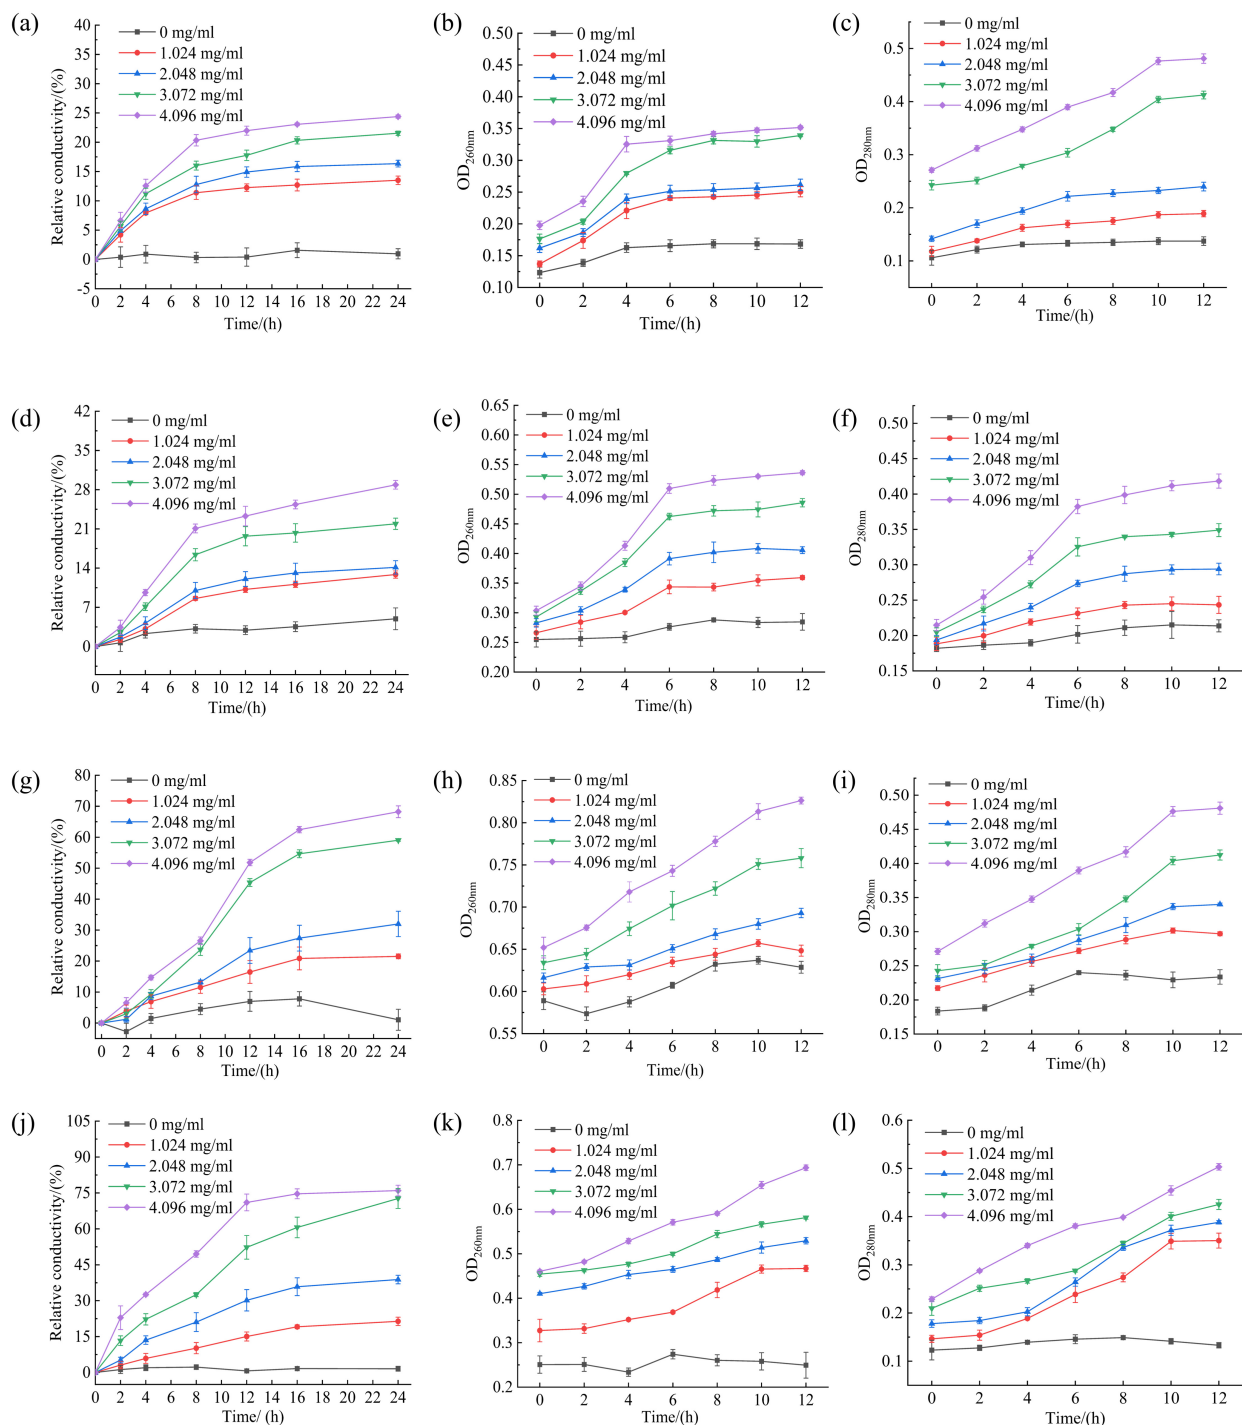 (a)
40
35
30
25
20
15
10
5
0
-5
Relative conductivity/(%)
0 mg/ml
1.024 mg/ml
2.048 mg/ml
3.072 mg/ml
4.096 mg/ml
0 2 4 6 8 10 12 14 16 18 20 22 24
Time/(h)
(b)
0.50
0.45
0.40
0.35
0.30
0.25
0.20
0.15
0.10
OD260nm
0 mg/ml
1.024 mg/ml
2.048 mg/ml
3.072 mg/ml
4.096 mg/ml
0 2 4 6 8 10 12
Time/(h)
(c)
0.5
0.4
0.3
0.2
0.1
OD280nm
0 mg/ml
1.024 mg/ml
2.048 mg/ml
3.072 mg/ml
4.096 mg/ml
0 2 4 6 8 10 12
Time/(h)
(d)
42
35
28
21
14
7
0
Relative conductivity/(%)
0 mg/ml
1.024 mg/ml
2.048 mg/ml
3.072 mg/ml
4.096 mg/ml
0 2 4 6 8 10 12 14 16 18 20 22 24
Time/(h)
(e)
0.65
0.60
0.55
0.50
0.45
0.40
0.35
0.30
0.25
0.20
OD260nm
0 mg/ml
1.024 mg/ml
2.048 mg/ml
3.072 mg/ml
4.096 mg/ml
0 2 4 6 8 10 12
Time/(h)
(f)
0.50
0.45
0.40
0.35
0.30
0.25
0.20
0.15
OD280nm
0 mg/ml
1.024 mg/ml
2.048 mg/ml
3.072 mg/ml
4.096 mg/ml
0 2 4 6 8 10 12
Time/(h)
(g)
80
70
60
50
40
30
20
10
0
Relative conductivity/(%)
0 mg/ml
1.024 mg/ml
2.048 mg/ml
3.072 mg/ml
4.096 mg/ml
0 2 4 6 8 10 12 14 16 18 20 22 24
Time/(h)
(h)
0.85
0.80
0.75
0.70
0.65
0.60
0.55
OD260nm
0 mg/ml
1.024 mg/ml
2.048 mg/ml
3.072 mg/ml
4.096 mg/ml
0 2 4 6 8 10 12
Time/(h)
(i)
0.50
0.45
0.40
0.35
0.30
0.25
0.20
0.15
OD280nm
0 mg/ml
1.024 mg/ml
2.048 mg/ml
3.072 mg/ml
4.096 mg/ml
0 2 4 6 8 10 12
Time/(h)
(j)
105
90
75
60
45
30
15
0
Relative conductivity/(%)
0 mg/ml
1.024 mg/ml
2.048 mg/ml
3.072 mg/ml
4.096 mg/ml
0 2 4 6 8 10 12 14 16 18 20 22 24
Time/ (h)
(k)
0.8
0.7
0.6
0.5
0.4
0.3
0.2
OD260nm
0 mg/ml
1.024 mg/ml
2.048 mg/ml
3.072 mg/ml
4.096 mg/ml
0 2 4 6 8 10 12
Time/(h)
(l)
0.6
0.5
0.4
0.3
0.2
0.1
OD280nm
0 mg/ml
1.024 mg/ml
2.048 mg/ml
3.072 mg/ml
4.096 mg/ml
0 2 4 6 8 10 12
Time/(h)